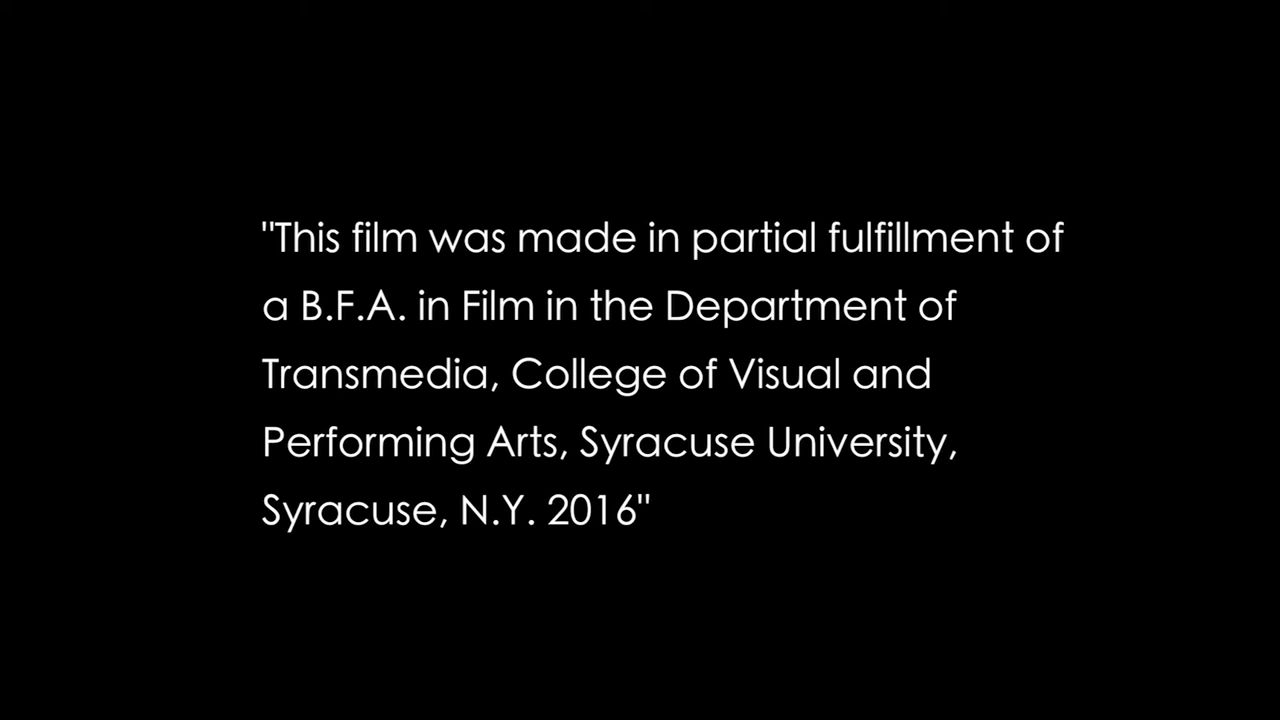 "This film was made in partial fulfillment of
a B.F.A. in Film in the Department of
Transmedia, College of Visual and
Performing Arts, Syracuse University,
Syracuse, N.Y. 2016"